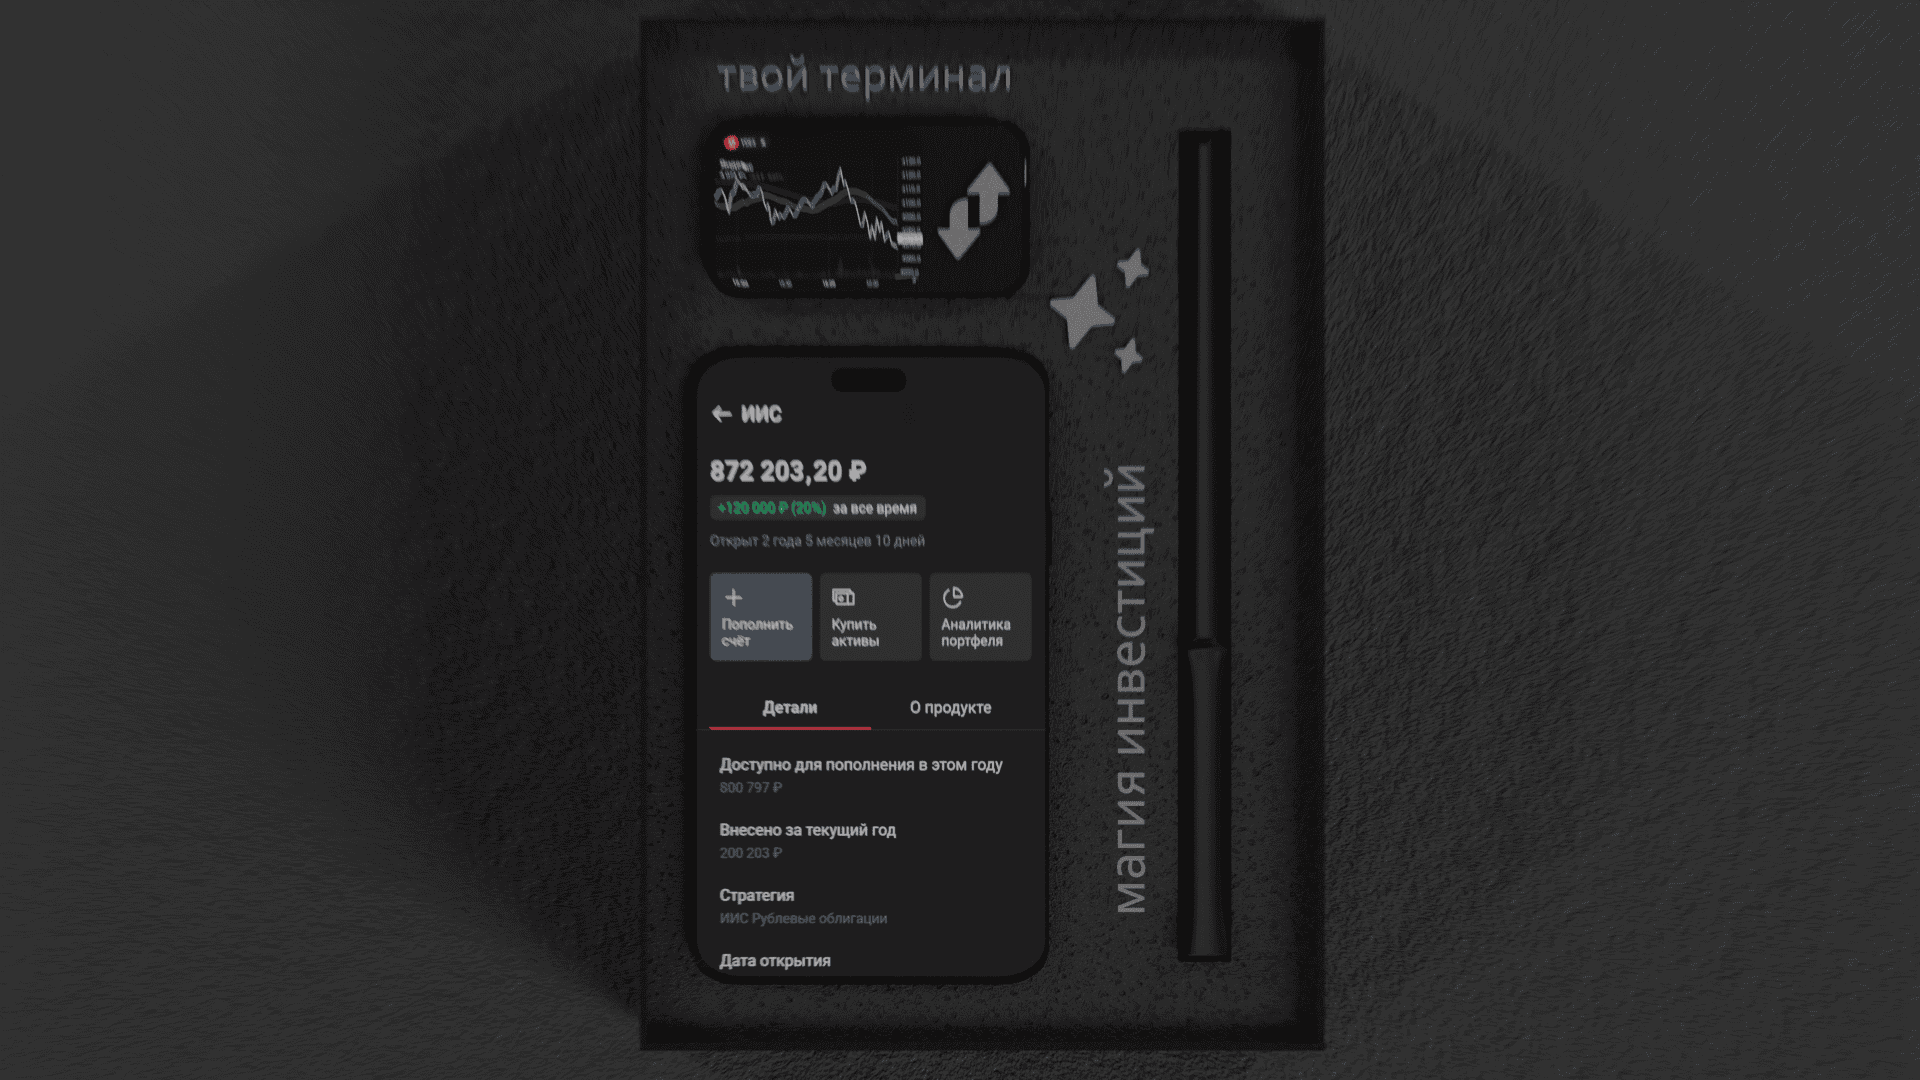 твой терминал
ИИС
872 203,20 ₽
+120 000 ₽ (20%) за все время
Открыт 2 года 5 месяцев 10 дней
Пополнить
счёт
Купить
активы
Аналитика
портфеля
Детали
О продукте
Доступно для пополнения в этом году
800 797 ₽
Внесено за текущий год
200 203 ₽
Стратегия
ИИС Рублевые облигации
Дата открытия
магия инвестиций